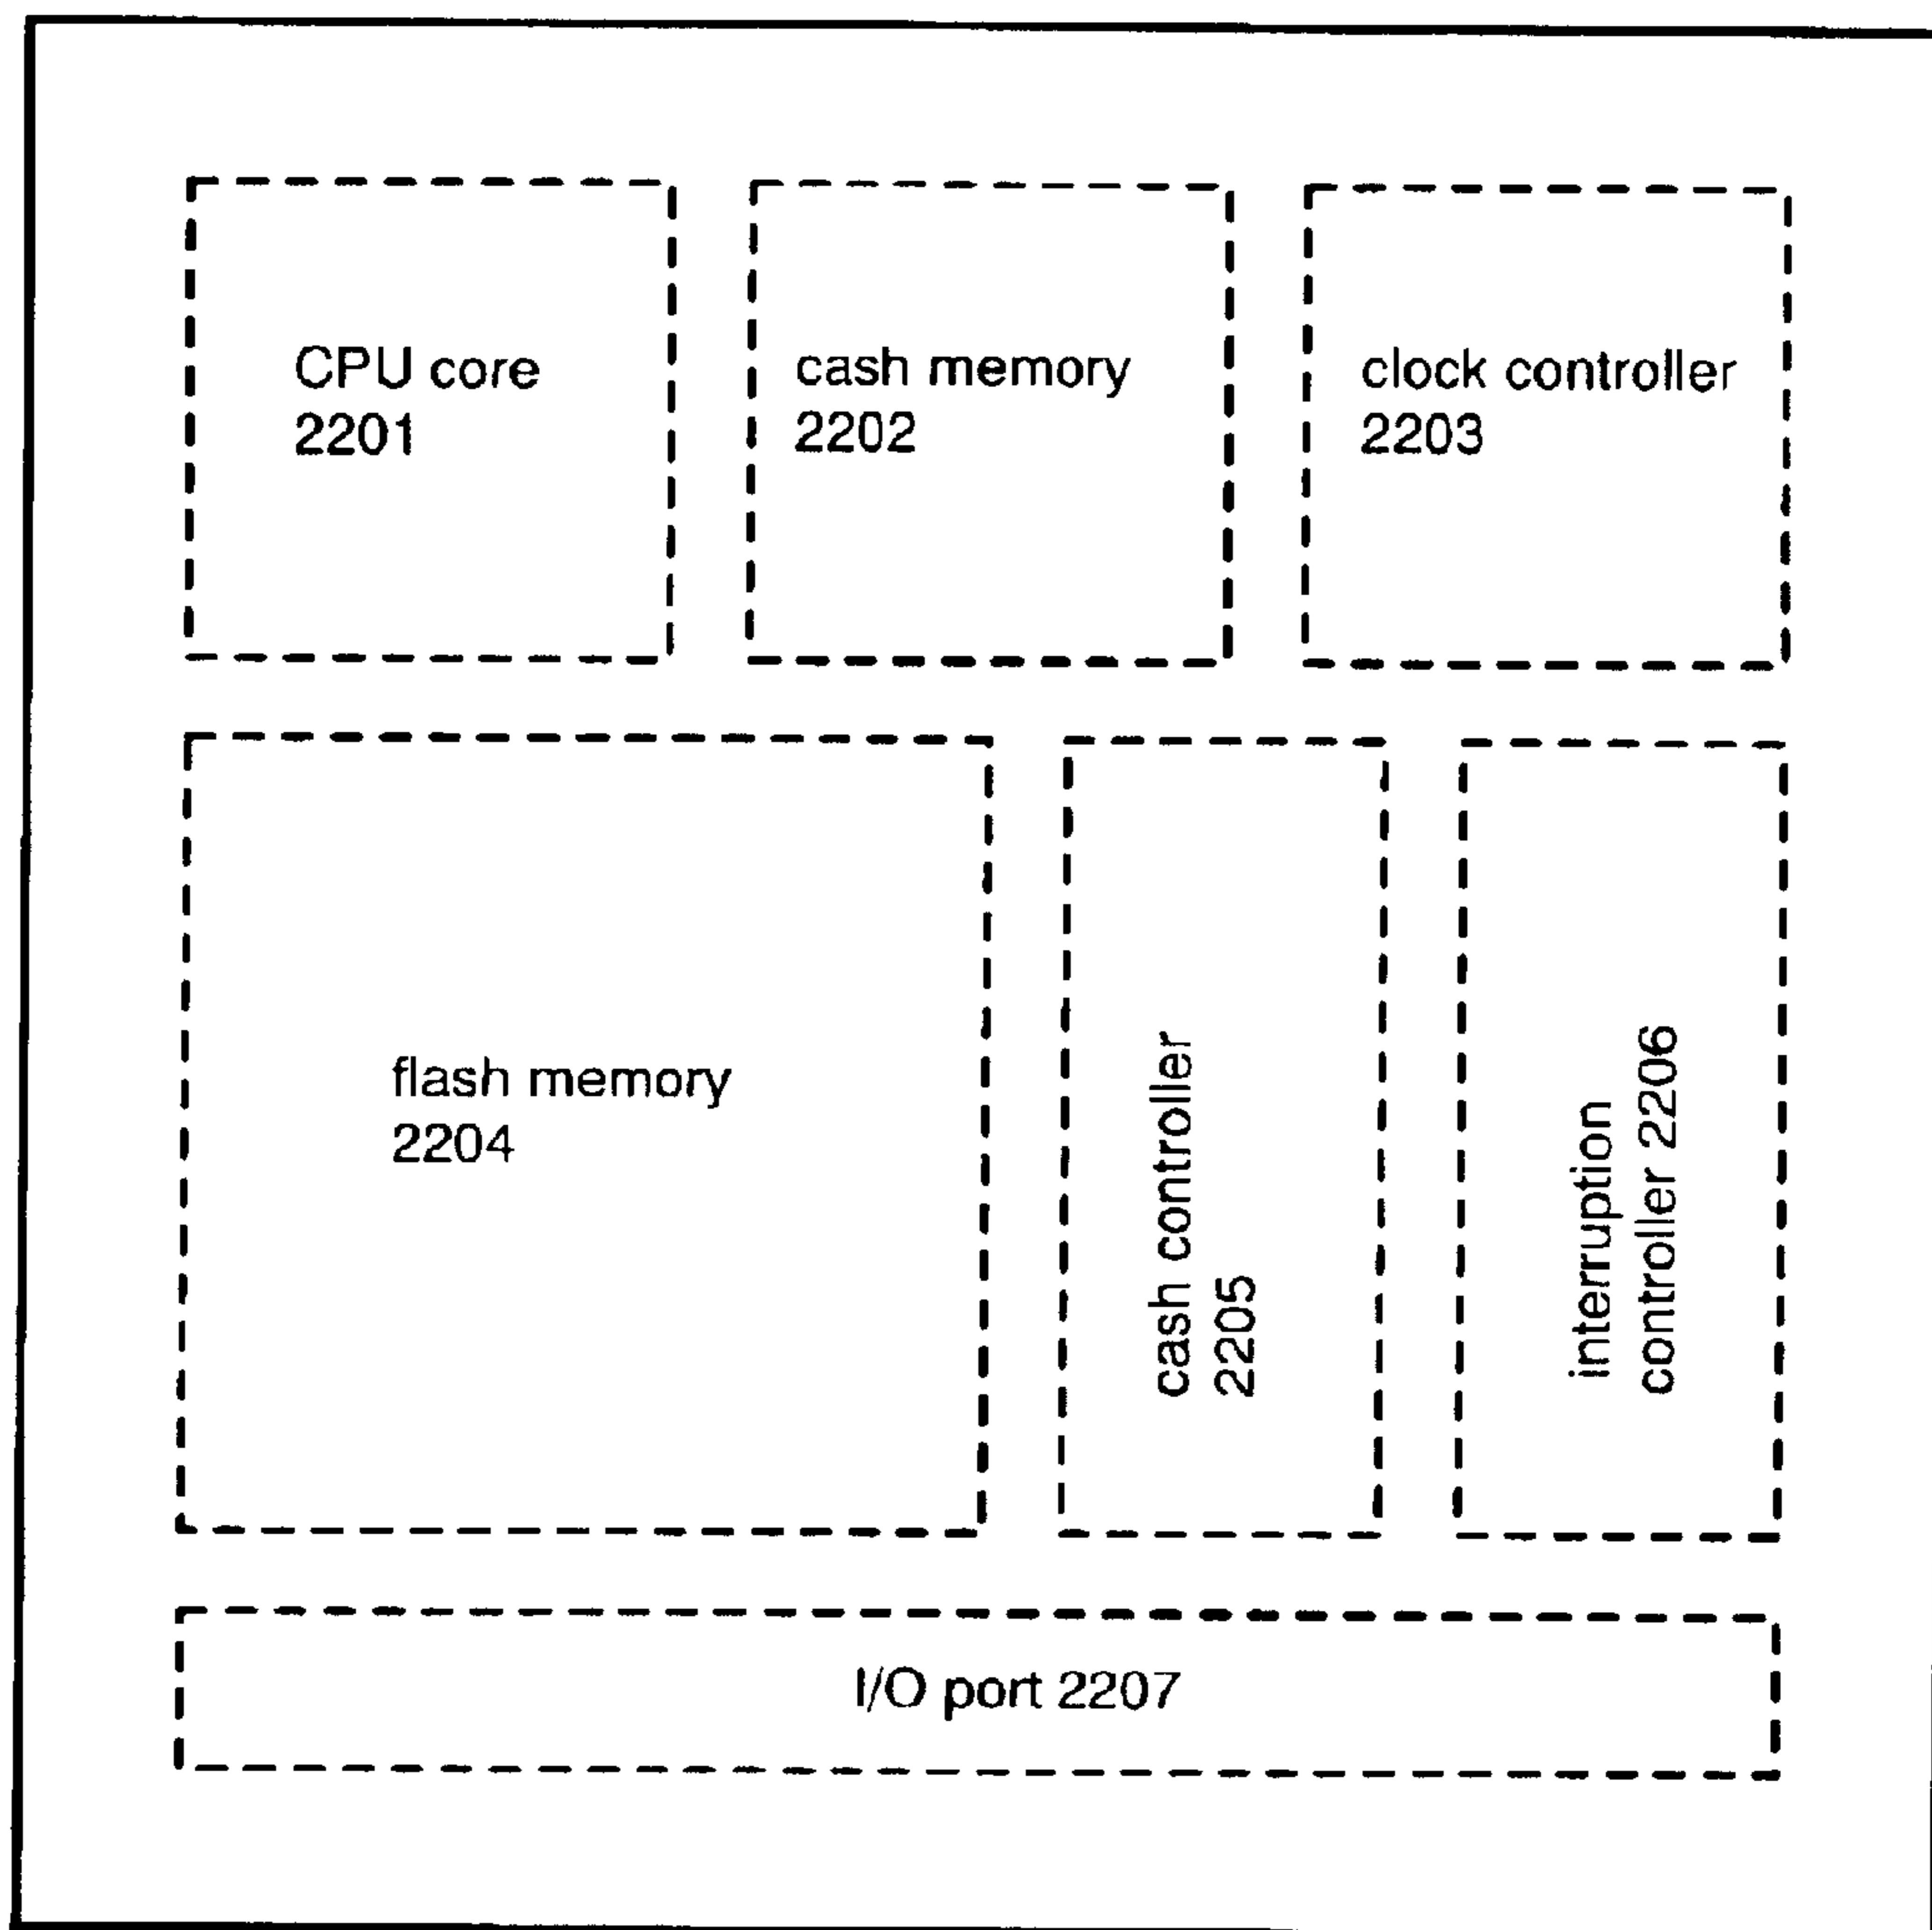 CPU core
2201
cash memory
2202
clock controller
2203
flash memory
2204
cash controller
2205
interruption
controller 2206
I/O port 2207